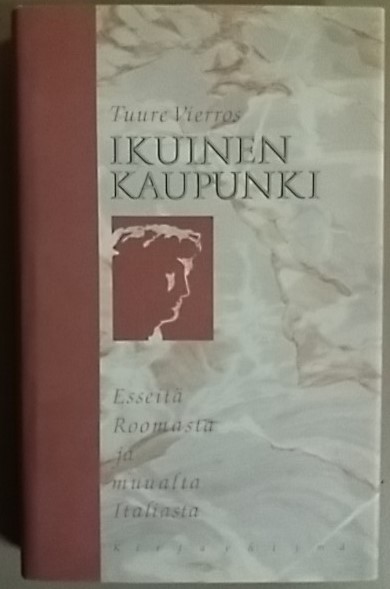 Tuure Vierros
IKUINEN
KAUPUNKI
Esseitä
Roomasta
ja
muualta
Italiasta
Kirjayhtymä